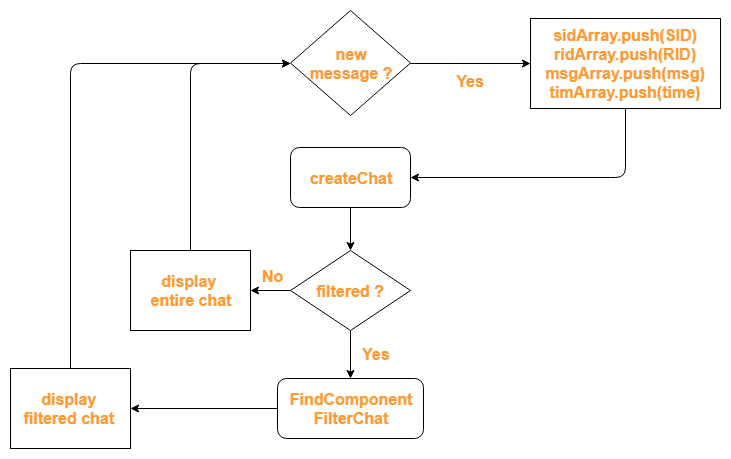 new
message ?
Yes
sidArray.push(SID)
ridArray.push(RID)
msgArray.push(msg)
timArray.push(time)
createChat
filtered ?
No
display
entire chat
Yes
FindComponent
FilterChat
display
filtered chat